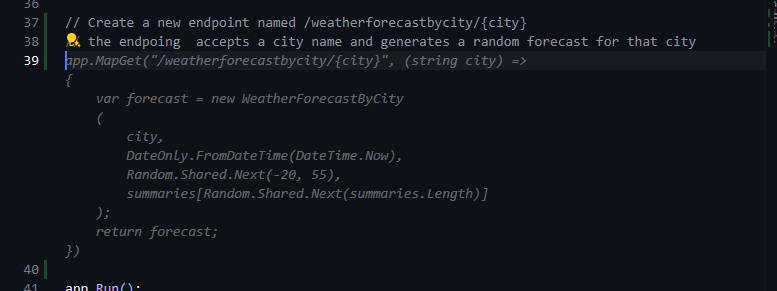 36
37 // Create a new endpoint named /weatherforecastbycity/{city}
38 the endpoing  accepts a city name and generates a random forecast for that city
39 app.MapGet("/weatherforecastbycity/{city}", (string city) =>
{
    var forecast = new WeatherForecastByCity
    (
        city,
        DateOnly.FromDateTime(DateTime.Now),
        Random.Shared.Next(-20, 55),
        summaries[Random.Shared.Next(summaries.Length)]
    );
    return forecast;
})
40
41 app.Run();